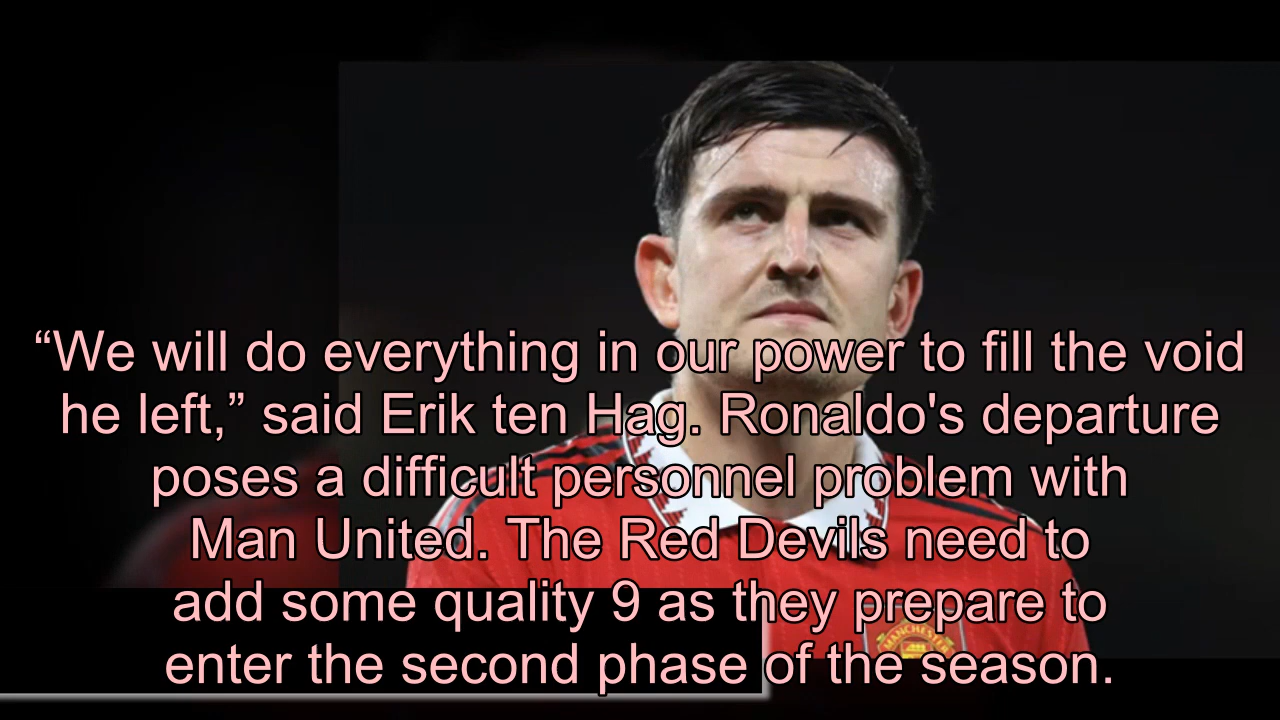 “We will do everything in our power to fill the void
he left,” said Erik ten Hag. Ronaldo's departure
poses a difficult personnel problem with
Man United. The Red Devils need to
add some quality 9 as they prepare to
enter the second phase of the season.
MANCHESTER